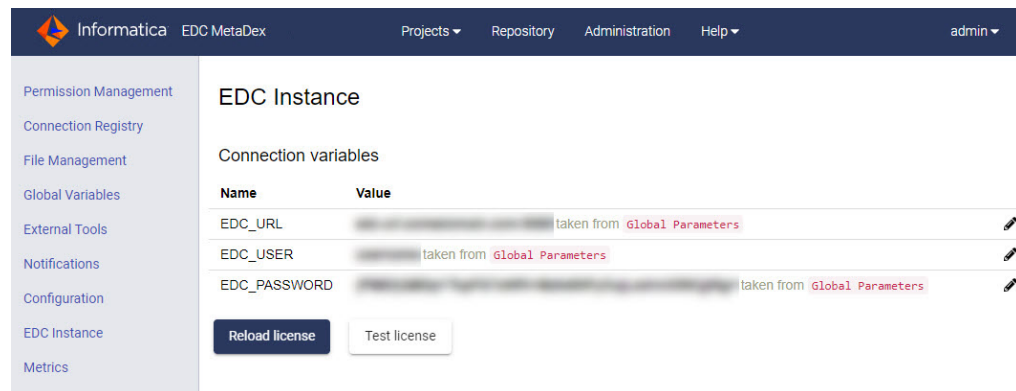 Informatica EDC MetaDex Projects Repository Administration Help admin
Permission Management
Connection Registry
File Management
Global Variables
External Tools
Notifications
Configuration
EDC Instance
Metrics
EDC Instance
Connection variables
Name Value
EDC_URL taken from Global Parameters
EDC_USER taken from Global Parameters
EDC_PASSWORD taken from Global Parameters
Reload license Test license